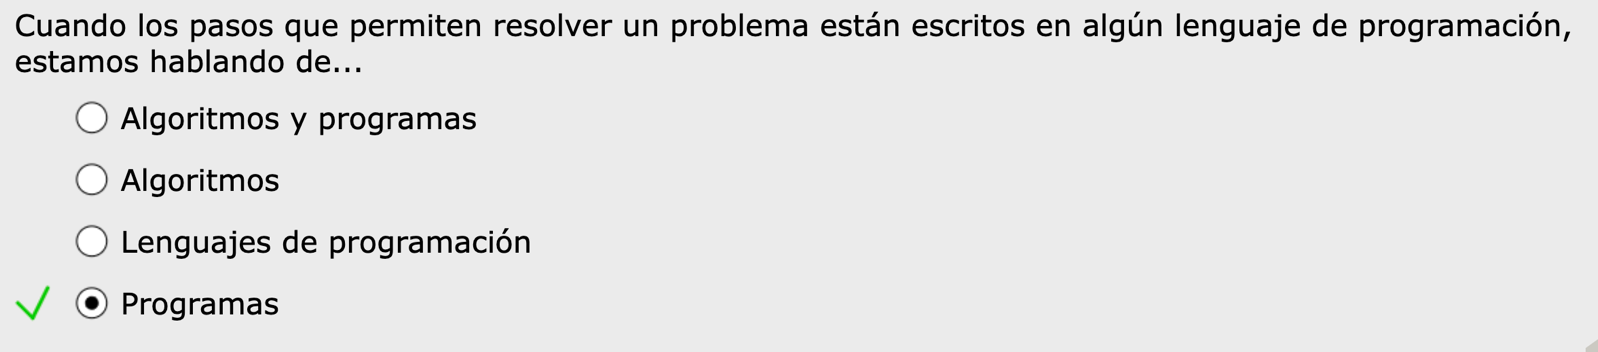 Cuando los pasos que permiten resolver un problema están escritos en algún lenguaje de programación,
estamos hablando de...
Algoritmos y programas
Algoritmos
Lenguajes de programación
Programas